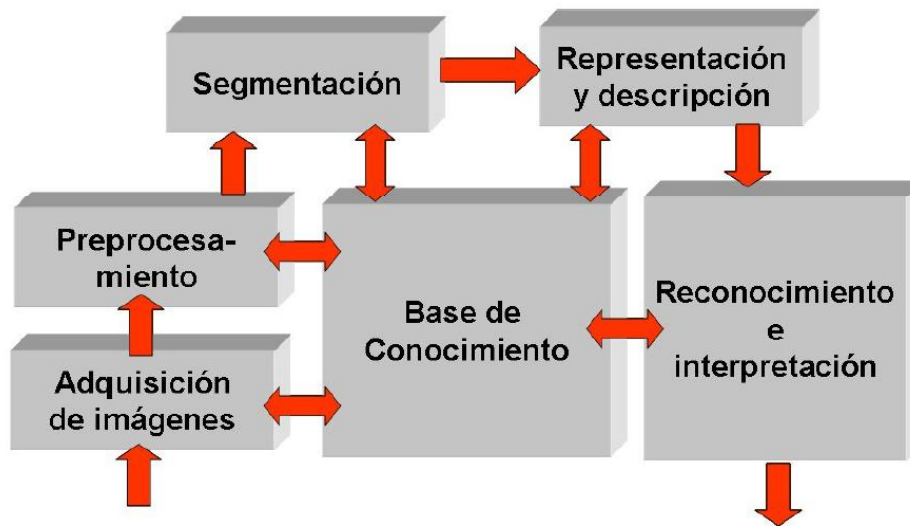 Segmentación
Representación
y descripción
Preprocesa-
miento
Base de
Conocimiento
Reconocimiento
e
interpretación
Adquisición
de imágenes